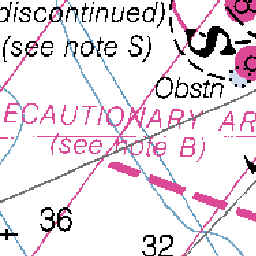 discontinued)
(see note S)
S
Obstn
ECAUTIONARY AR
(see note B)
36
32